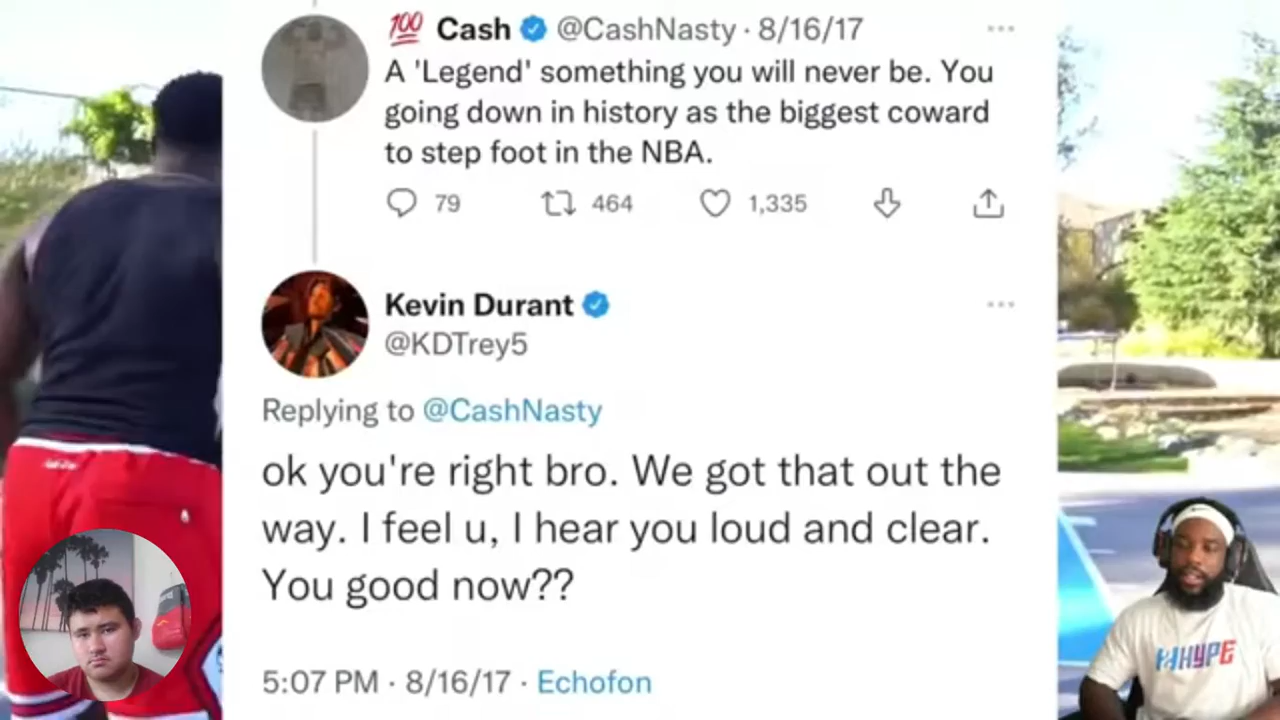 💯 Cash @CashNasty · 8/16/17
A 'Legend' something you will never be. You
going down in history as the biggest coward
to step foot in the NBA.
79 464 1,335
Kevin Durant
@KDTrey5
Replying to @CashNasty
ok you're right bro. We got that out the
way. I feel u, I hear you loud and clear.
You good now??
5:07 PM · 8/16/17 · Echofon
HYPE